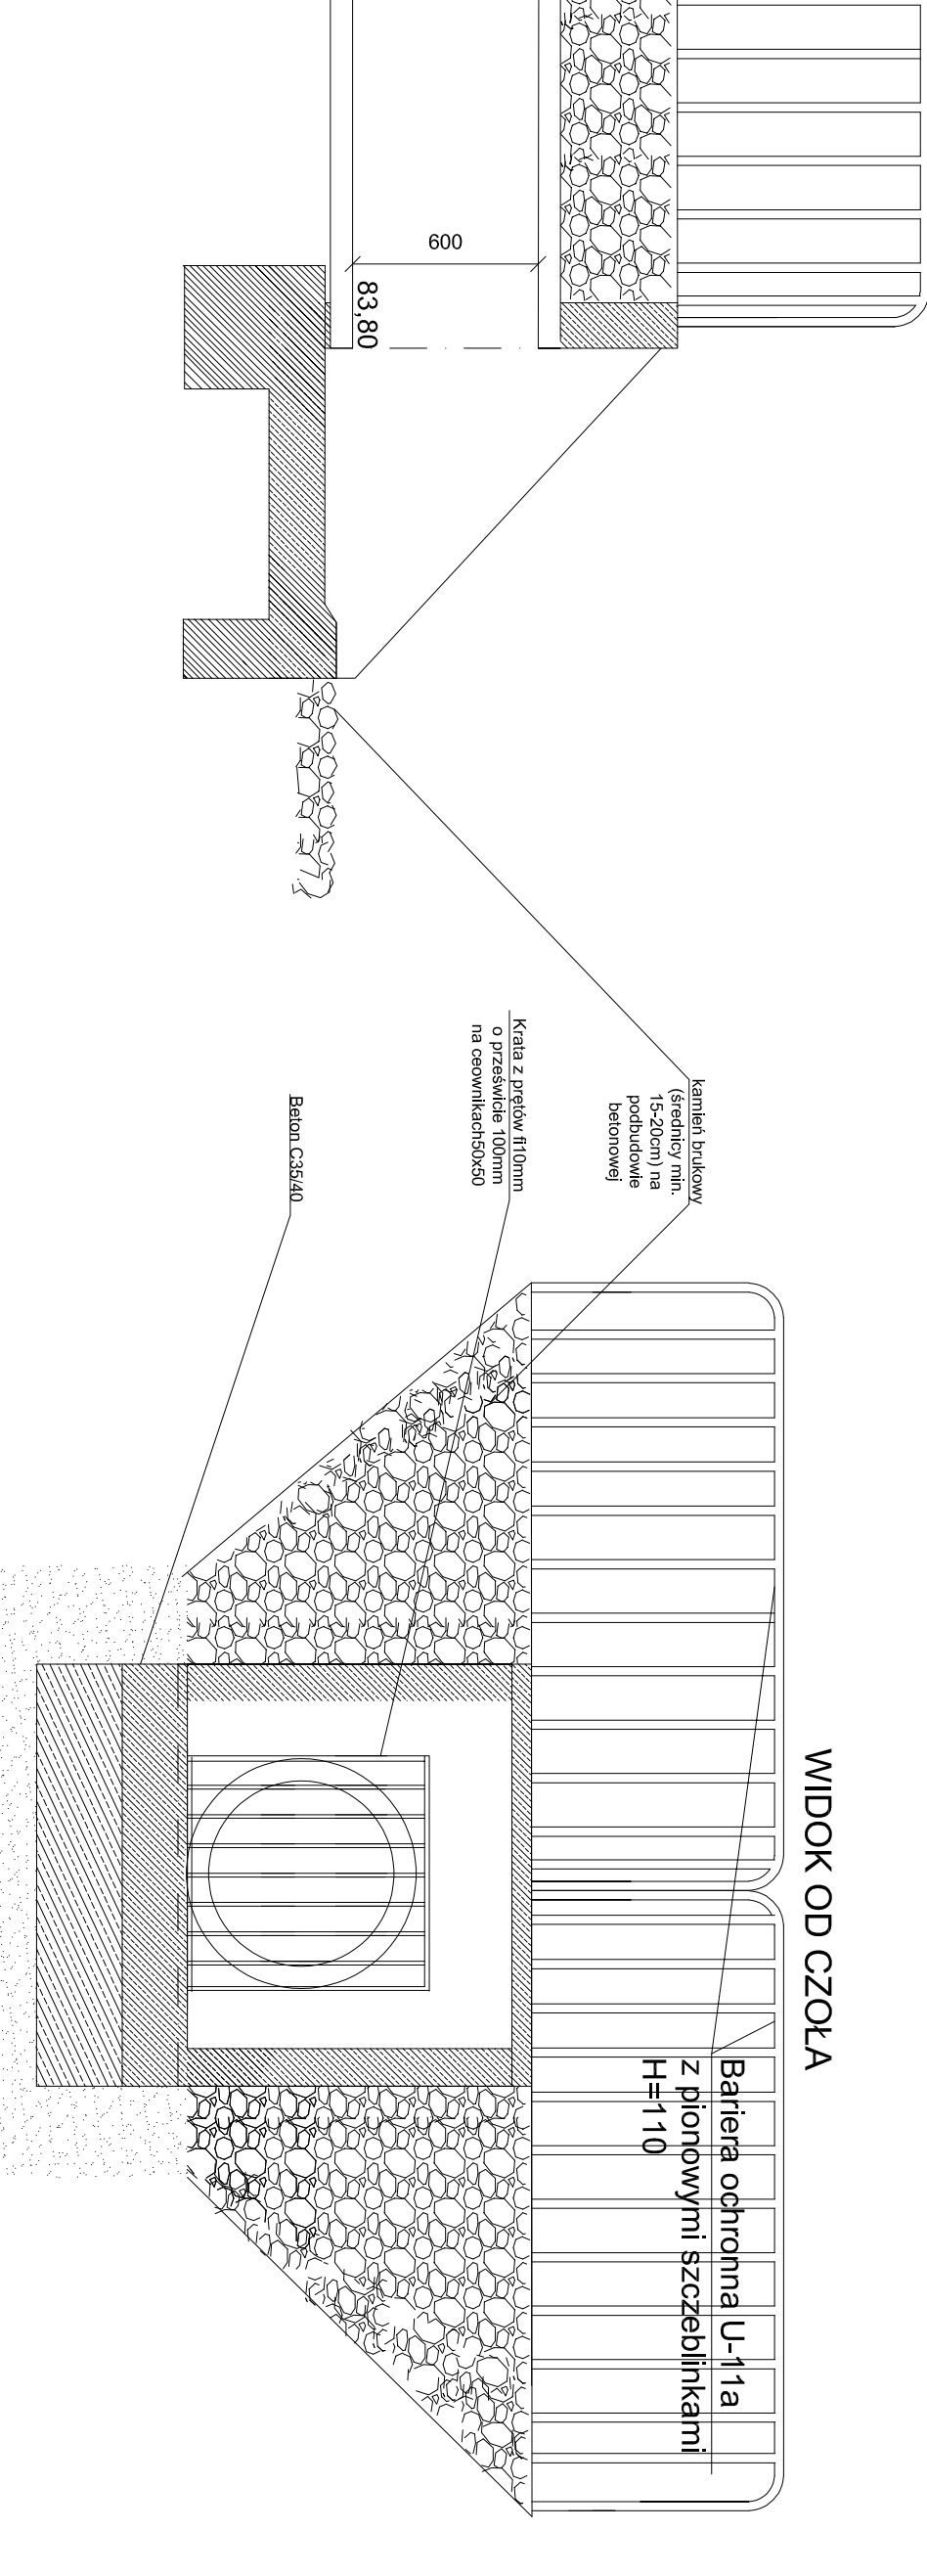 WIDOK OD CZOŁA
Bariera ochronna U-11a
z pionowymi szczeblinkami
H=110
kamień brukowy
(średnicy min.
15-20cm) na
podbudowie
betonowej
Krata z prętów fi10mm
o prześwicie 100mm
na ceownikach50x50
Beton C35/40
600
83,80